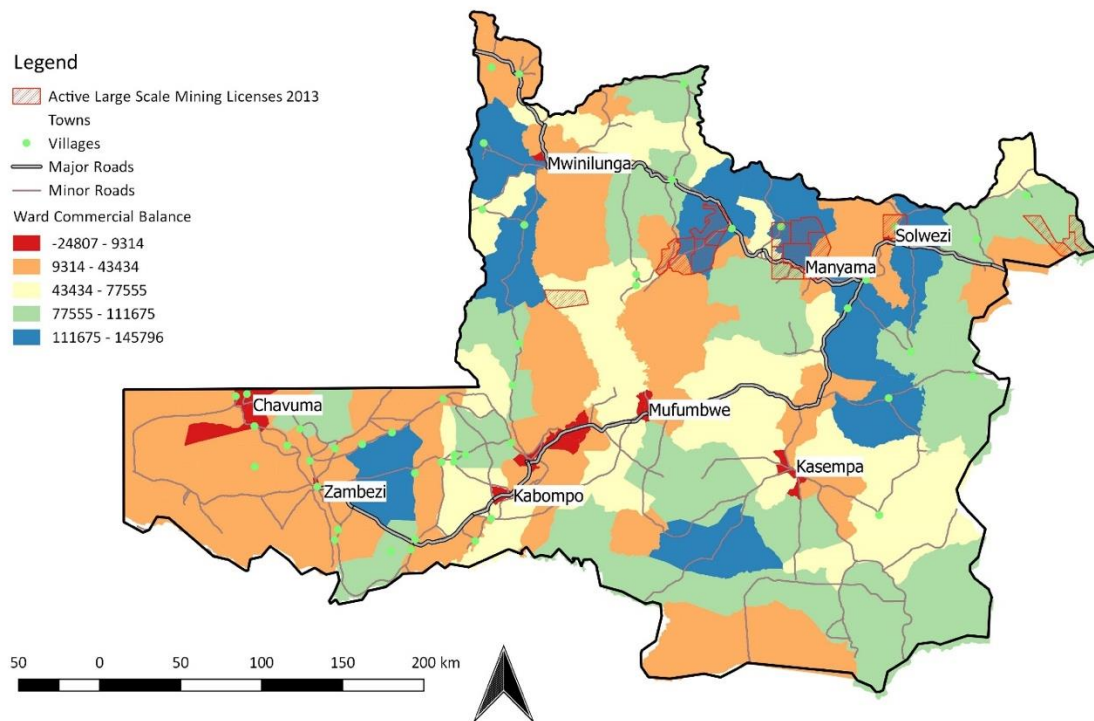 Legend
Active Large Scale Mining Licenses 2013
Towns
Villages
Major Roads
Minor Roads
Ward Commercial Balance
-24807 - 9314
9314 - 43434
43434 - 77555
77555 - 111675
111675 - 145796
Mwinilunga
Solwezi
Manyama
Chavuma
Mufumbwe
Kasempa
Zambezi
Kabompo
50 0 50 100 150 200 km